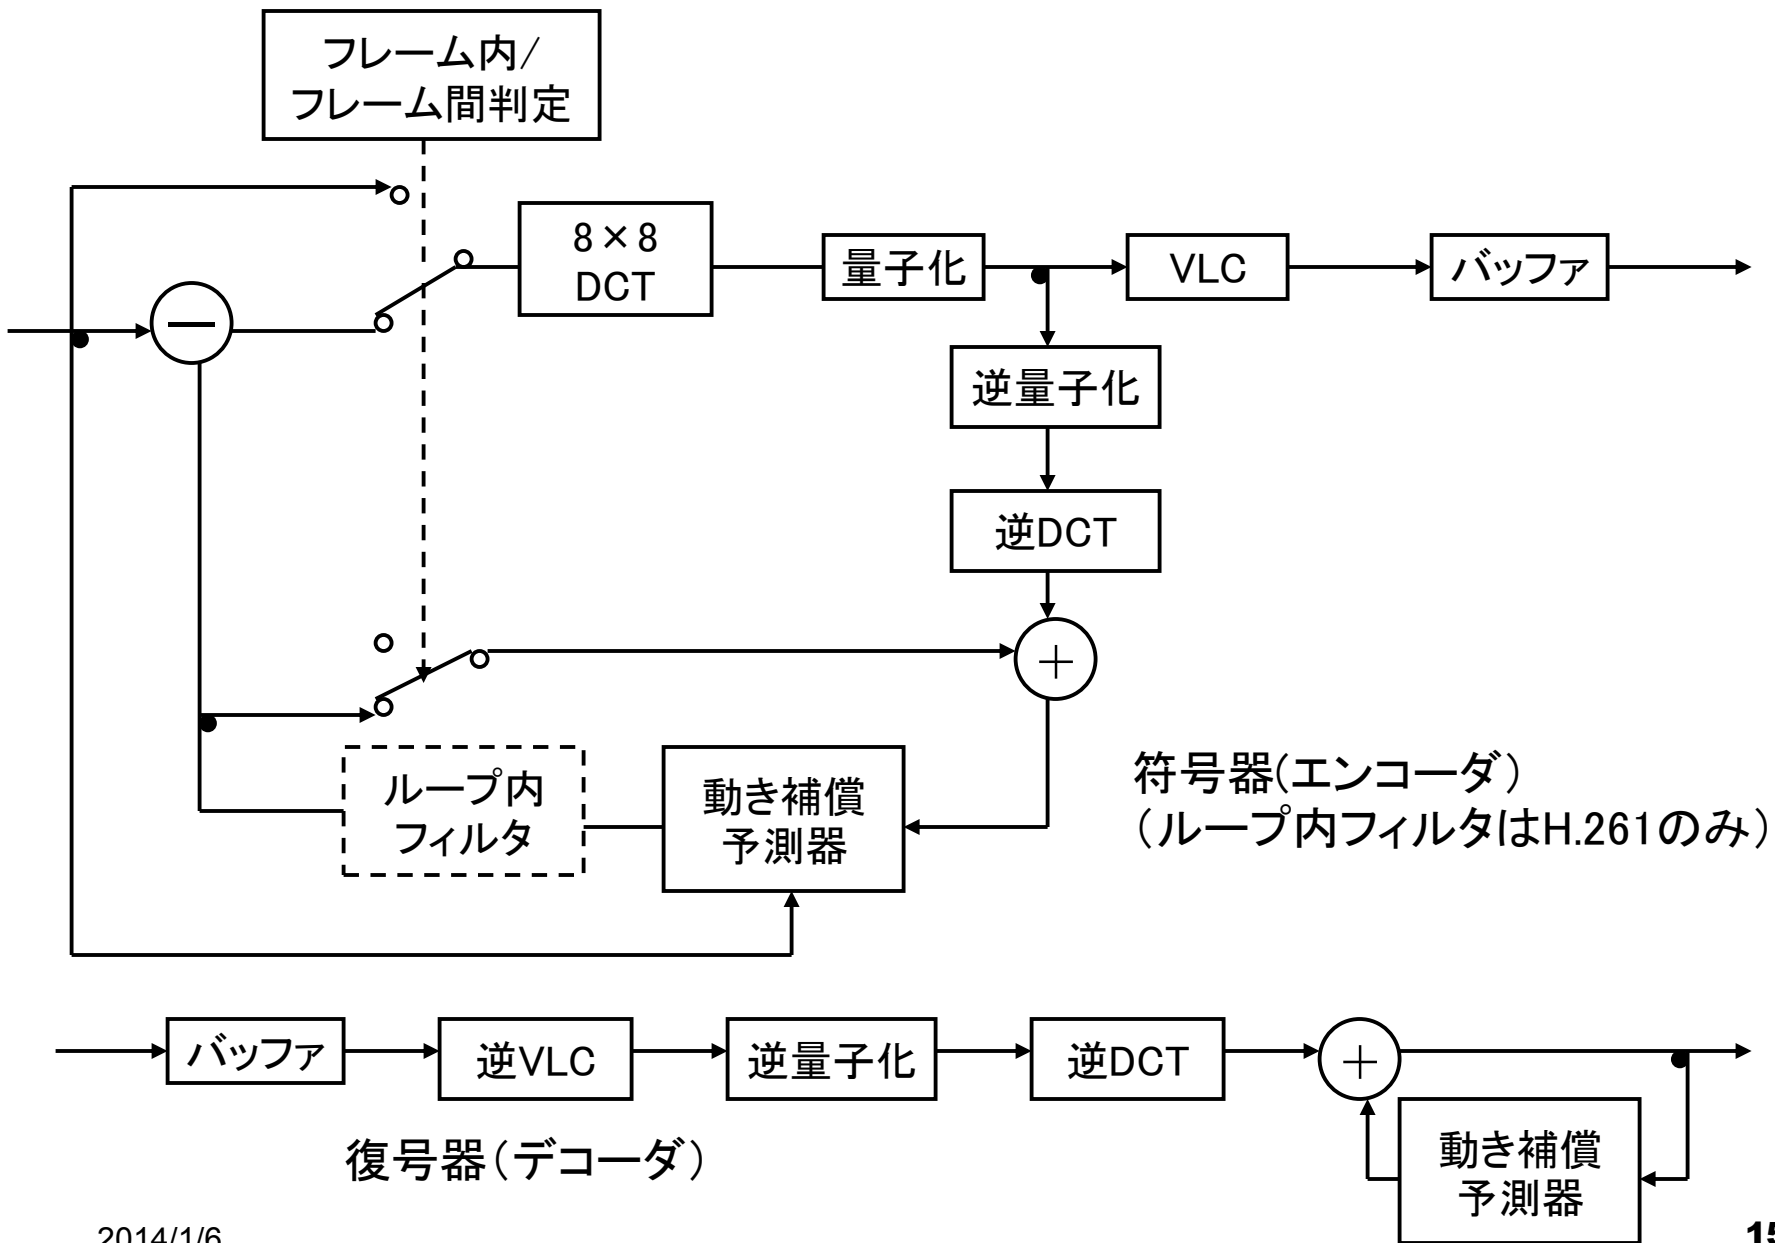 フレーム内/
フレーム間判定
8×8
DCT
量子化
VLC
バッファ
―
逆量子化
逆DCT
＋
ループ内
フィルタ
動き補償
予測器
符号器(エンコーダ）
（ループ内フィルタはH.261のみ）
バッファ
逆VLC
逆量子化
逆DCT
＋
動き補償
予測器
復号器（デコーダ）
2014/1/6
15